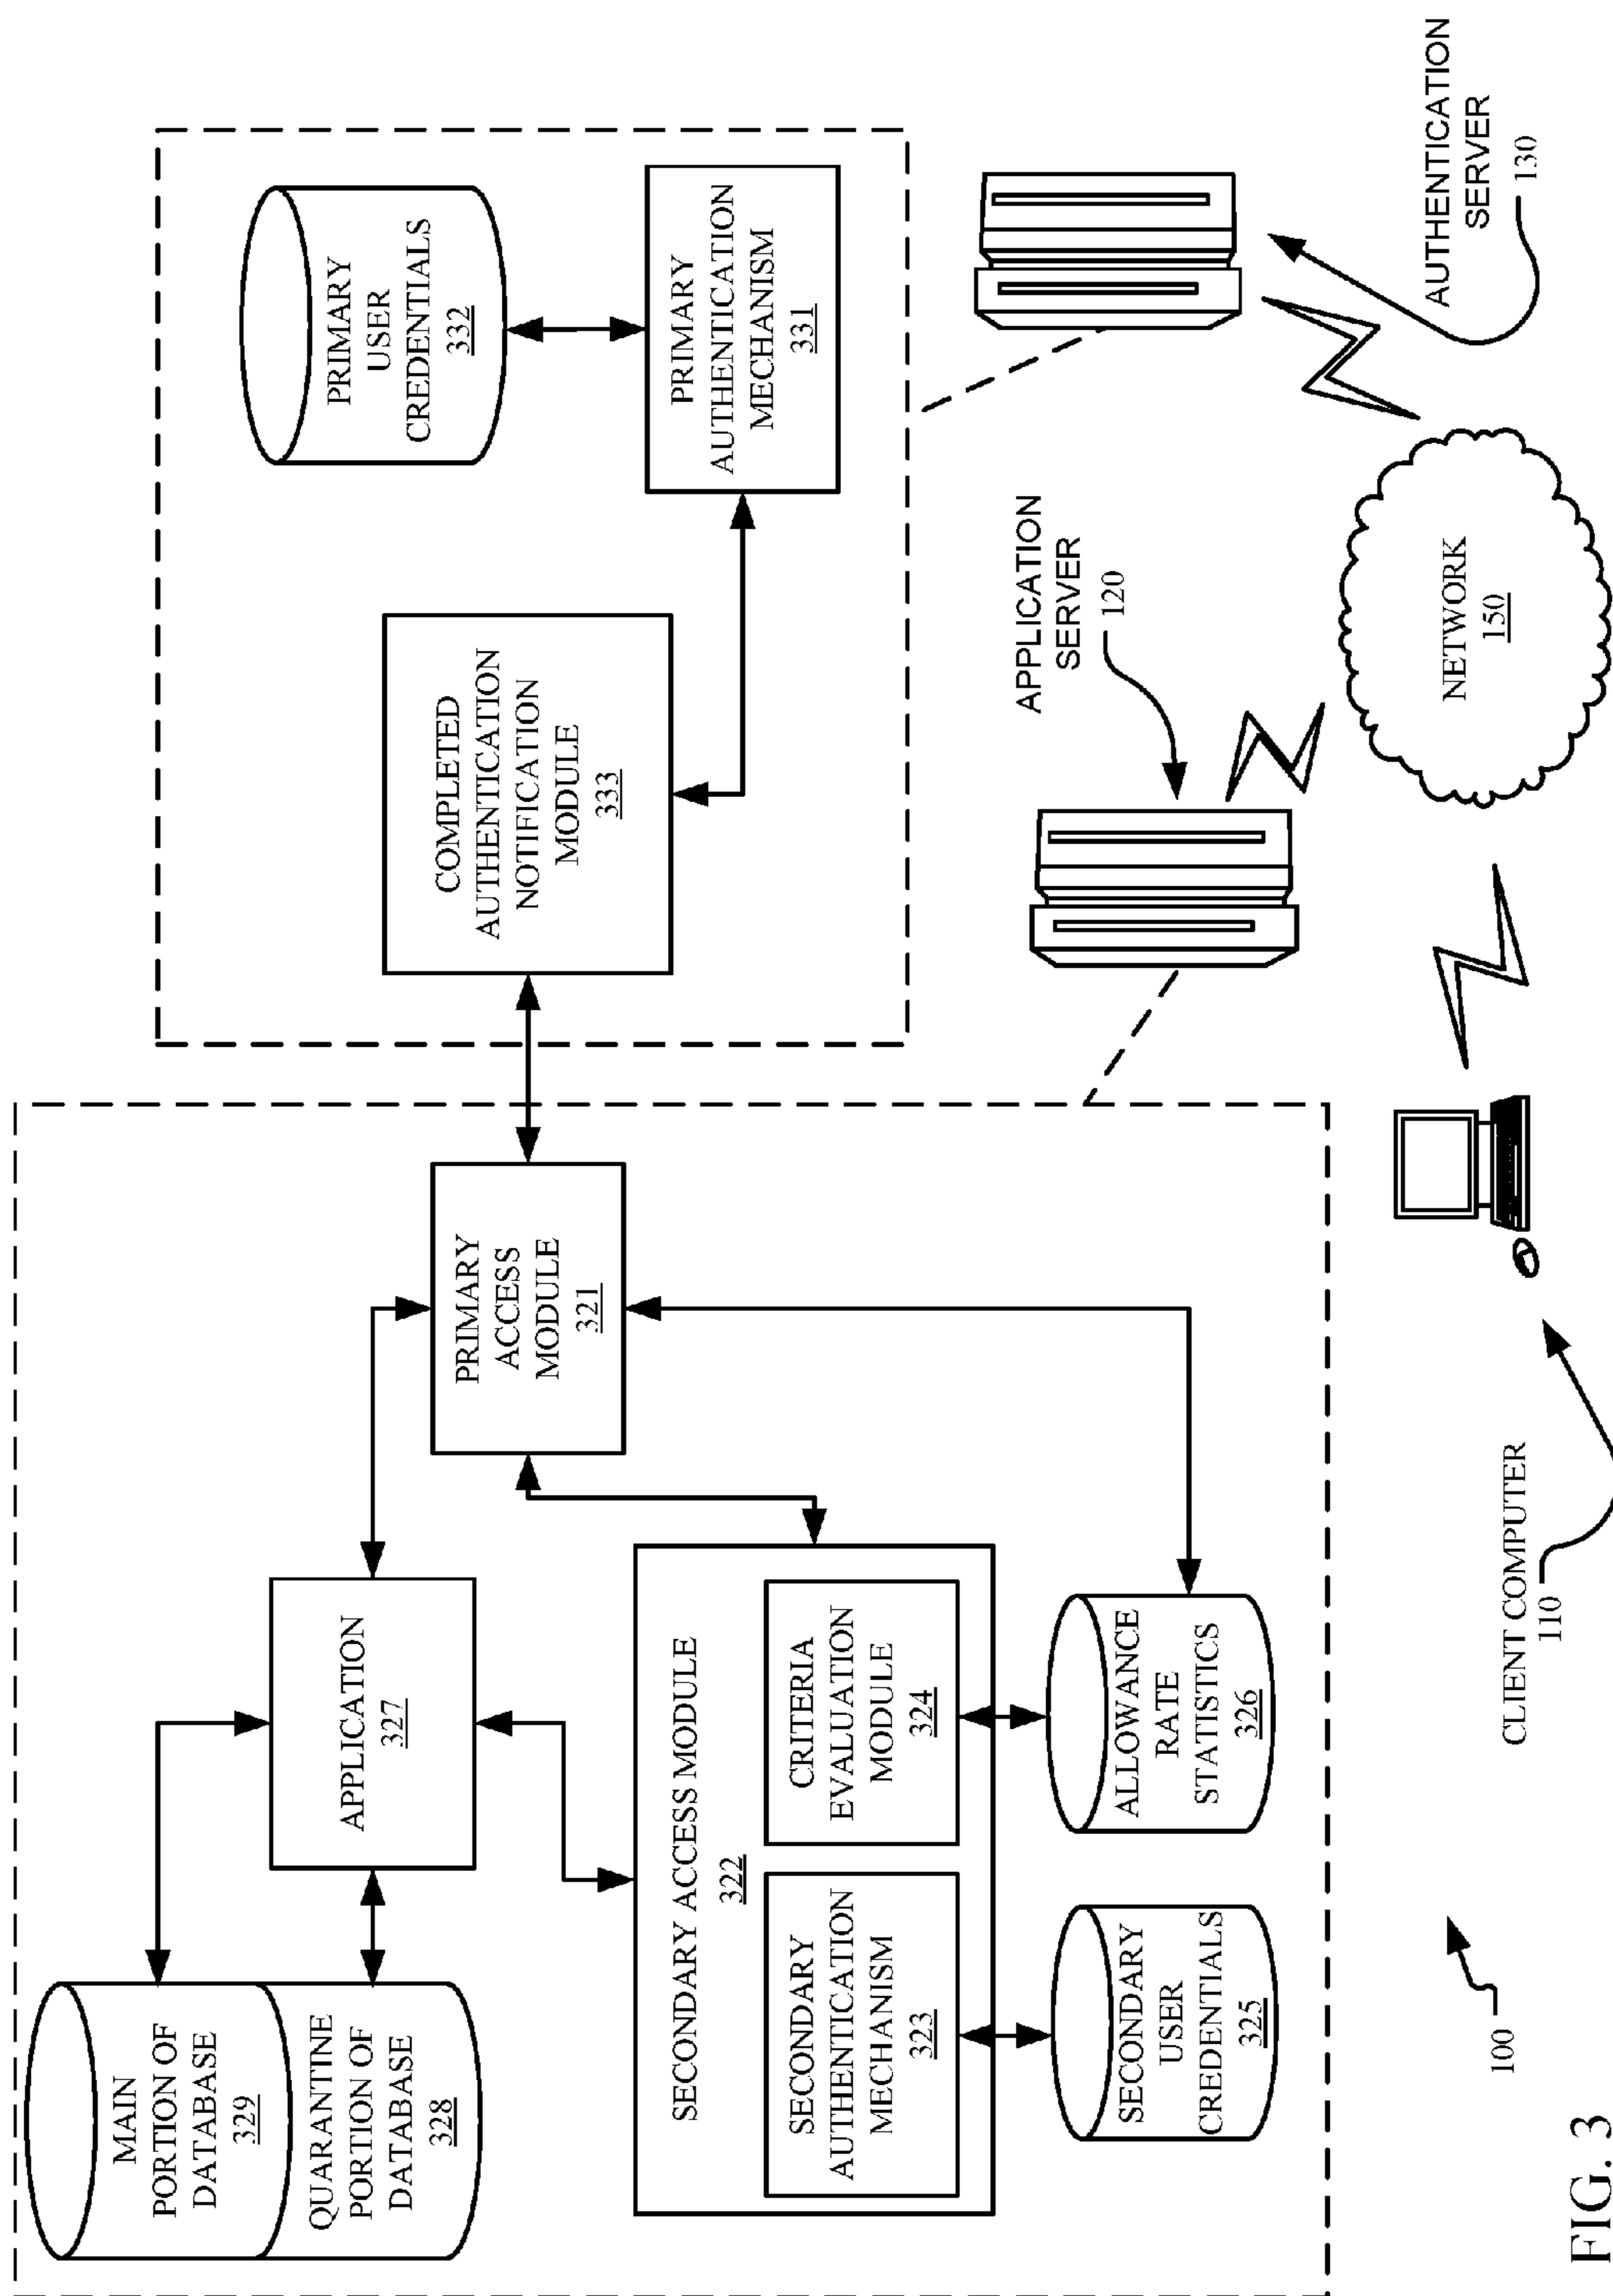 MAIN
PORTION OF
DATABASE
329
QUARANTINE
PORTION OF
DATABASE
328
APPLICATION
327
PRIMARY
ACCESS
MODULE
321
SECONDARY ACCESS MODULE
322
SECONDARY
AUTHENTICATION
MECHANISM
323
CRITERIA
EVALUATION
MODULE
324
SECONDARY
USER
CREDENTIALS
325
ALLOWANCE
RATE
STATISTICS
326
COMPLETED
AUTHENTICATION
NOTIFICATION
MODULE
333
PRIMARY
USER
CREDENTIALS
332
PRIMARY
AUTHENTICATION
MECHANISM
331
APPLICATION
SERVER
120
AUTHENTICATION
SERVER
130
NETWORK
150
CLIENT COMPUTER
110
100
FIG. 3